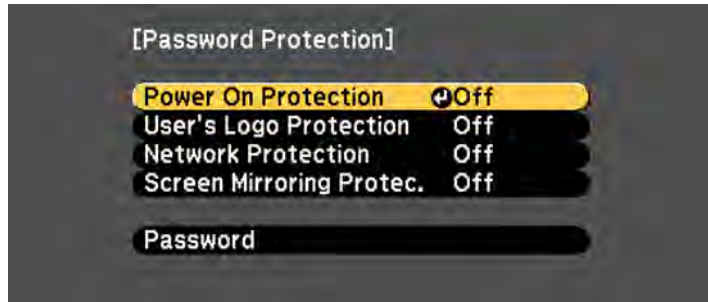 [Password Protection]
Power On Protection Off
User's Logo Protection Off
Network Protection Off
Screen Mirroring Protec. Off
Password